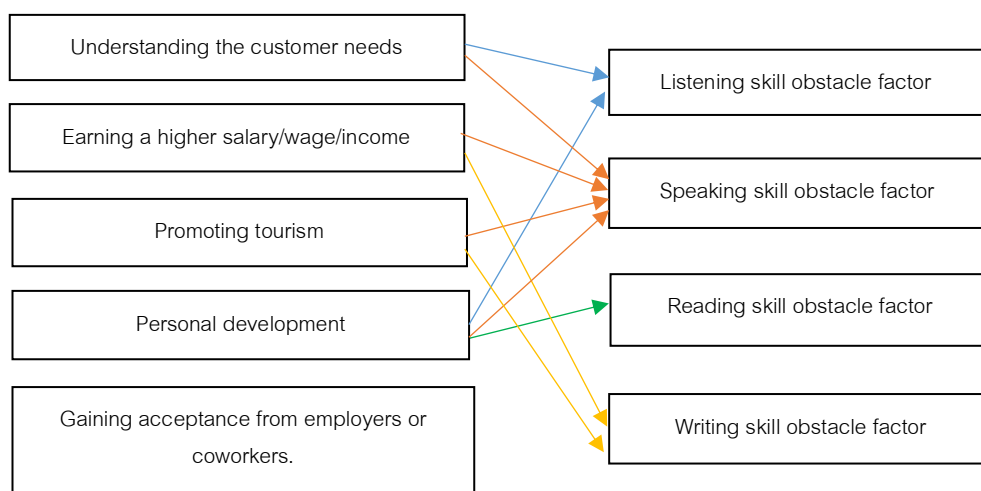 Understanding the customer needs
Earning a higher salary/wage/income
Promoting tourism
Personal development
Gaining acceptance from employers or
coworkers.
Listening skill obstacle factor
Speaking skill obstacle factor
Reading skill obstacle factor
Writing skill obstacle factor